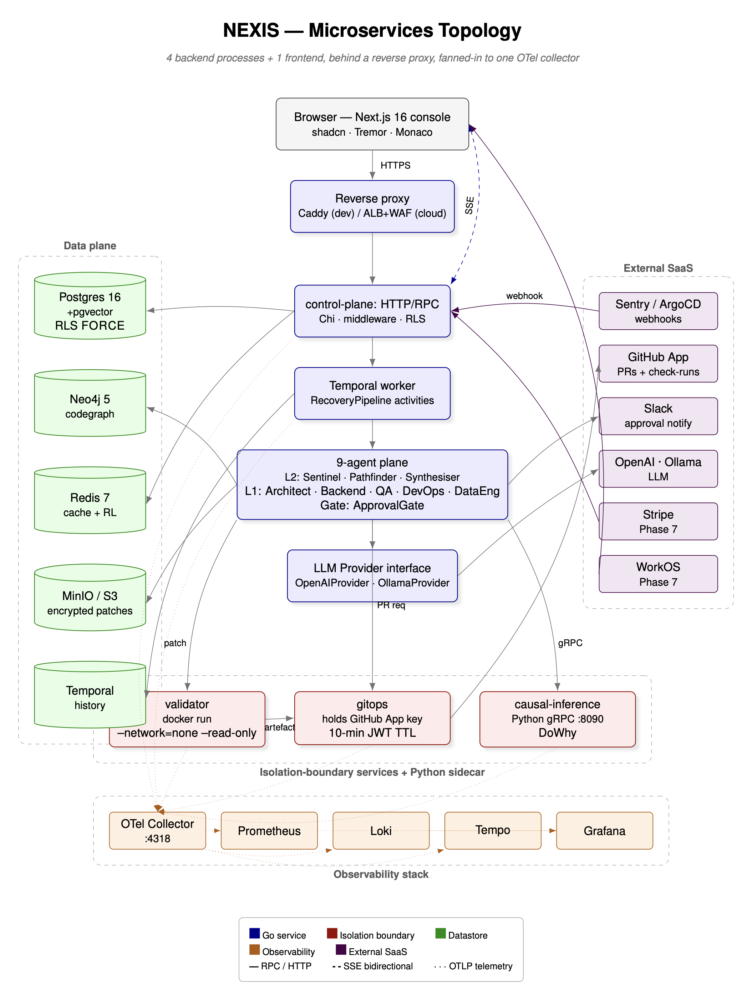 NEXIS — Microservices Topology
4 backend processes + 1 frontend, behind a reverse proxy, fanned-in to one OTel collector
Browser — Next.js 16 console
shadcn · Tremor · Monaco
HTTPS
Reverse proxy
Caddy (dev) / ALB+WAF (cloud)
SSE
Data plane
Postgres 16
+pgvector
RLS FORCE
Neo4j 5
codegraph
Redis 7
cache + RL
MinIO / S3
encrypted patches
Temporal
history
control-plane: HTTP/RPC
Chi · middleware · RLS
Temporal worker
RecoveryPipeline activities
9-agent plane
L2: Sentinel · Pathfinder · Synthesiser
L1: Architect · Backend · QA · DevOps · DataEng
Gate: ApprovalGate
LLM Provider interface
OpenAIProvider · OllamaProvider
PR req
patch
gRPC
webhook
External SaaS
Sentry / ArgoCD
webhooks
GitHub App
PRs + check-runs
Slack
approval notify
OpenAI · Ollama
LLM
Stripe
Phase 7
WorkOS
Phase 7
validator
docker run
–network=none –read-only
artefact
gitops
holds GitHub App key
10-min JWT TTL
causal-inference
Python gRPC :8090
DoWhy
Isolation-boundary services + Python sidecar
OTel Collector
:4318
Prometheus
Loki
Tempo
Grafana
Observability stack
Go service
Isolation boundary
Datastore
Observability
External SaaS
RPC / HTTP
SSE bidirectional
OTLP telemetry